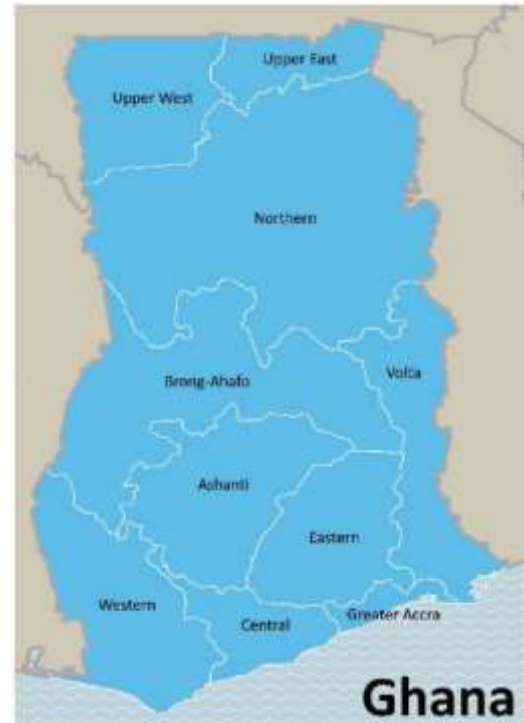 Upper East
Upper West
Northern
Volta
Brong-Ahafo
Ashanti
Eastern
Western
Central
Greater Accra
Ghana